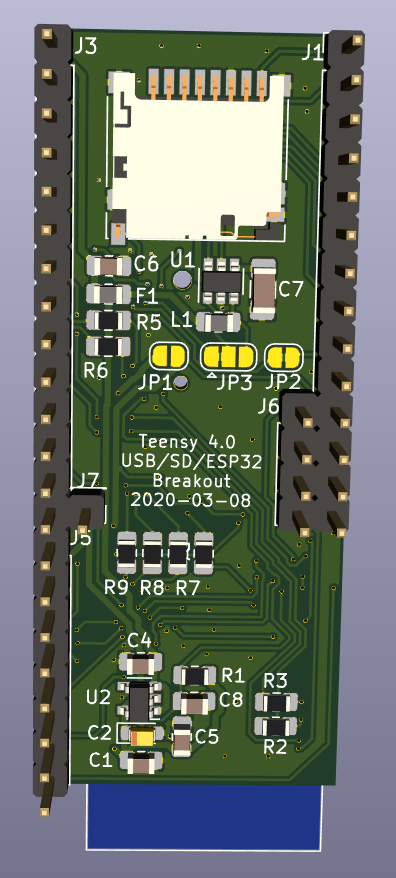 J3
J1
C6
U1
F1
C7
R5
L1
R6
JP1
JP3
JP2
J6
Teensy 4.0
USB/SD/ESP32
Breakout
2020-03-08
J7
J5
R9
R8
R7
C4
R1
R3
U2
C8
C2
C5
R2
C1